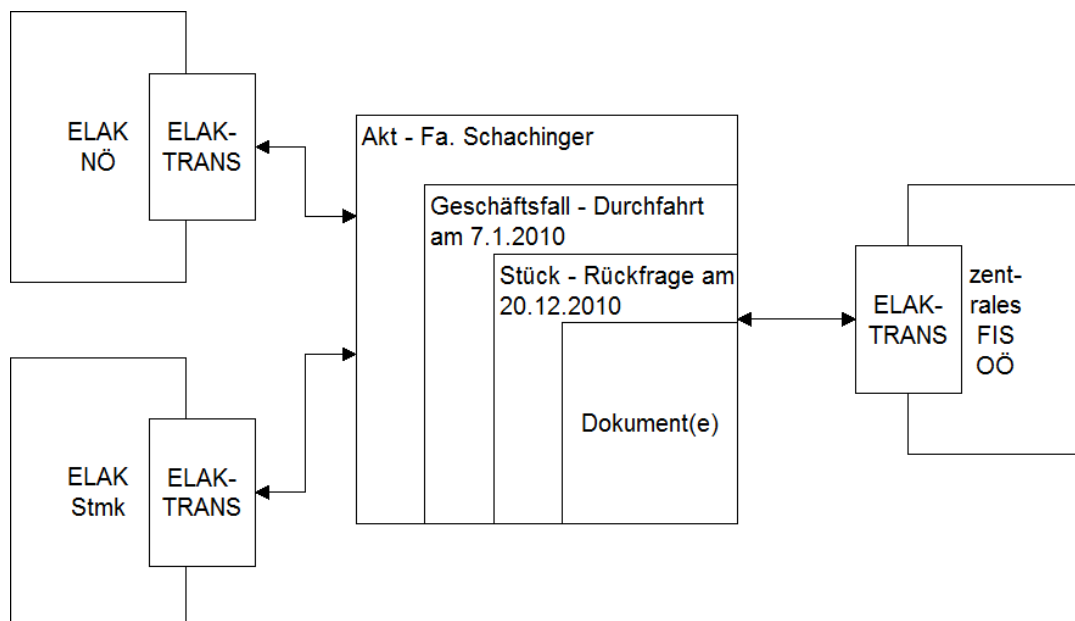 ELAK
NÖ
ELAK-
TRANS
Akt - Fa. Schachinger
Geschäftsfall - Durchfahrt
am 7.1.2010
Stück - Rückfrage am
20.12.2010
Dokument(e)
ELAK-
TRANS
zent-
rales
FIS
OÖ
ELAK
Stmk
ELAK-
TRANS